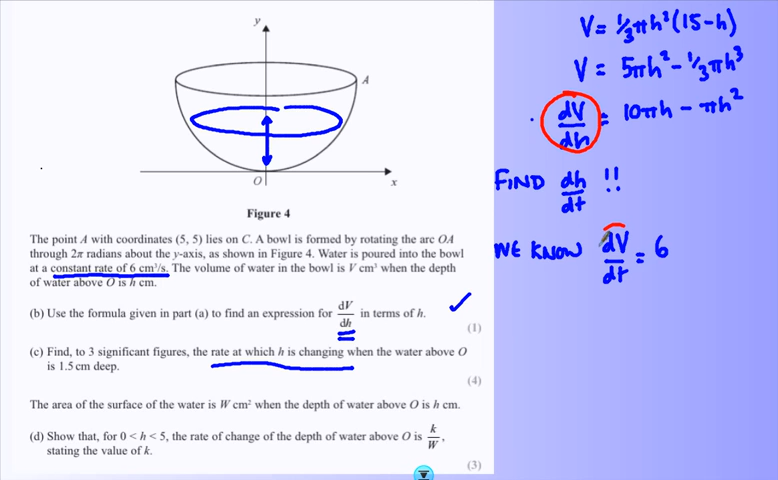 y
A
O
x
Figure 4
The point A with coordinates (5, 5) lies on C. A bowl is formed by rotating the arc OA
through 2π radians about the y-axis, as shown in Figure 4. Water is poured into the bowl
at a constant rate of 6 cm³/s. The volume of water in the bowl is V cm³ when the depth
of water above O is h cm.
(b) Use the formula given in part (a) to find an expression for dV/dh in terms of h.
(1)
(c) Find, to 3 significant figures, the rate at which h is changing when the water above O
is 1.5 cm deep.
(4)
The area of the surface of the water is W cm² when the depth of water above O is h cm.
(d) Show that, for 0 < h < 5, the rate of change of the depth of water above O is k/W,
stating the value of k.
(3)
V = 1/3 πh²(15-h)
V = 5πh² - 1/3 πh³
dV/dh = 10πh - πh²
FIND dh/dt !!
WE KNOW dV/dt = 6